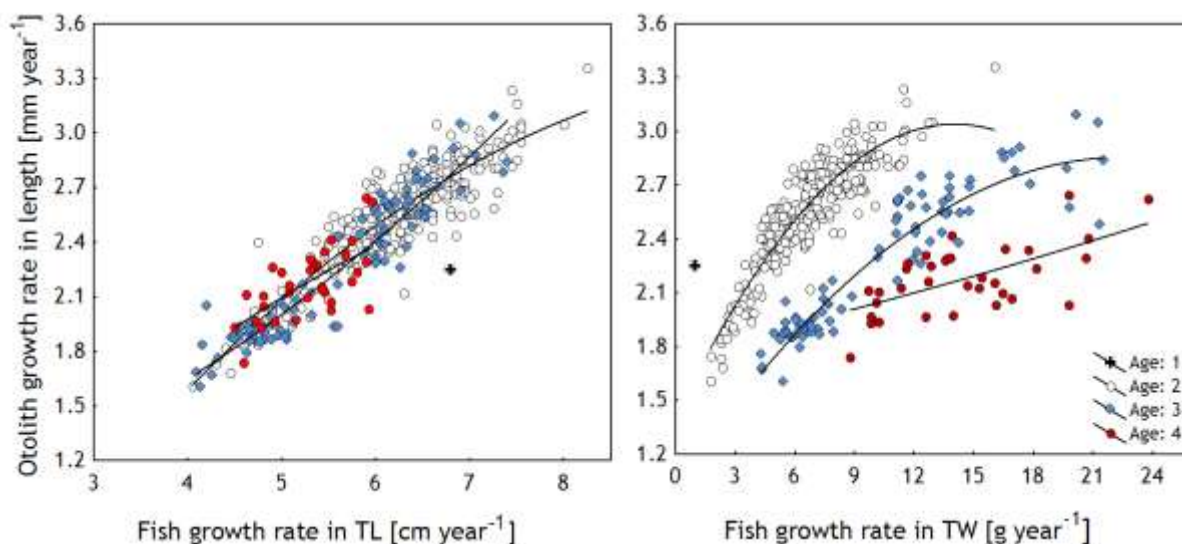 Otolith growth rate in length [mm year⁻¹]
3.6
3.3
3.0
2.7
2.4
2.1
1.8
1.5
1.2
3 4 5 6 7 8
Fish growth rate in TL [cm year⁻¹]
3.6
3.3
3.0
2.7
2.4
2.1
1.8
1.5
1.2
0 3 6 9 12 15 18 21 24
Fish growth rate in TW [g year⁻¹]
Age: 1
Age: 2
Age: 3
Age: 4